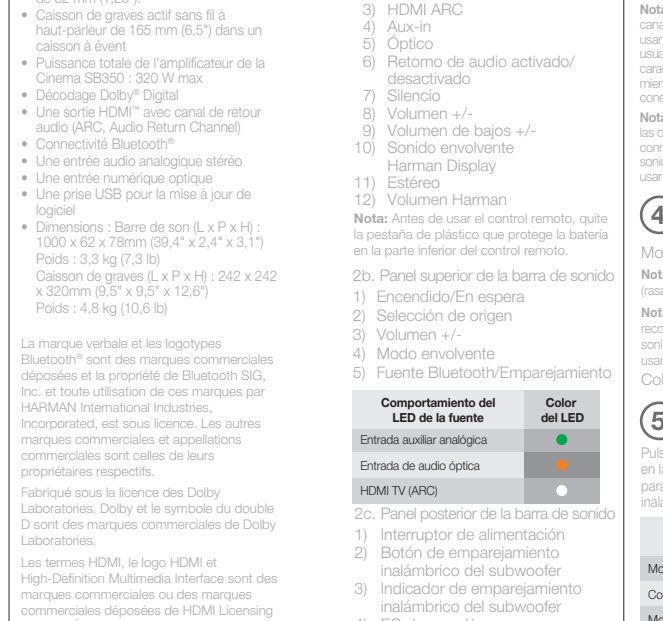 • Caisson de graves actif sans fil à
haut-parleur de 165 mm (6,5") dans un
caisson à évent
• Puissance totale de l'amplificateur de la
Cinema SB350 : 320 W max
• Décodage Dolby® Digital
• Une sortie HDMI™ avec canal de retour
audio (ARC, Audio Return Channel)
• Connectivité Bluetooth®
• Une entrée audio analogique stéréo
• Une entrée numérique optique
• Une prise USB pour la mise à jour de
logiciel
• Dimensions : Barre de son (L x P x H) :
1000 x 62 x 78mm (39,4" x 2,4" x 3,1")
Poids : 3,3 kg (7,3 lb)
Caisson de graves (L x P x H) : 242 x 242
x 320mm (9,5" x 9,5" x 12,6")
Poids : 4,8 kg (10,6 lb)
La marque verbale et les logotypes
Bluetooth® sont des marques commerciales
déposées et la propriété de Bluetooth SIG,
Inc. et toute utilisation de ces marques par
HARMAN International Industries,
Incorporated, est sous licence. Les autres
marques commerciales et appellations
commerciales sont celles de leurs
propriétaires respectifs.
Fabriqué sous la licence des Dolby
Laboratories. Dolby et le symbole du double
D sont des marques commerciales de Dolby
Laboratories.
Les termes HDMI, le logo HDMI et
High-Definition Multimedia Interface sont des
marques commerciales ou des marques
commerciales déposées de HDMI Licensing
3) HDMI ARC
4) Aux-in
5) Óptico
6) Retorno de audio activado/
desactivado
7) Silencio
8) Volumen +/-
9) Volumen de bajos +/-
10) Sonido envolvente
Harman Display
11) Estéreo
12) Volumen Harman
Nota: Antes de usar el control remoto, quite
la pestaña de plástico que protege la batería
en la parte inferior del control remoto.
2b. Panel superior de la barra de sonido
1) Encendido/En espera
2) Selección de origen
3) Volumen +/-
4) Modo envolvente
5) Fuente Bluetooth/Emparejamiento
Comportamiento del
LED de la fuente
Color
del LED
Entrada auxiliar analógica
Entrada de audio óptica
HDMI TV (ARC)
2c. Panel posterior de la barra de sonido
1) Interruptor de alimentación
2) Botón de emparejamiento
inalámbrico del subwoofer
3) Indicador de emparejamiento
inalámbrico del subwoofer
4
5